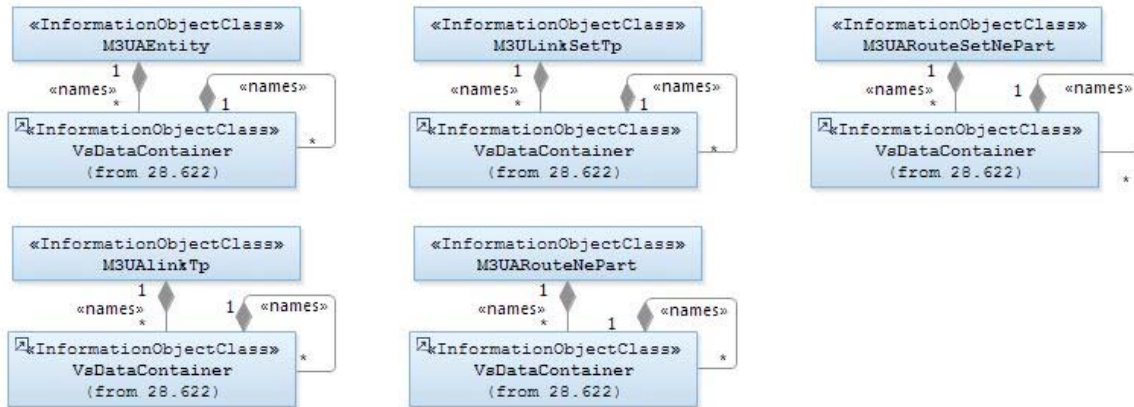 «InformationObjectClass»
M3UAEntity
1
«names»
*
«names»
1
*
«InformationObjectClass»
VsDataContainer
(from 28.622)
«InformationObjectClass»
M3ULinkSetTp
1
«names»
*
«names»
1
*
«InformationObjectClass»
VsDataContainer
(from 28.622)
«InformationObjectClass»
M3UARouteSetNePart
1
«names»
*
1
«names»
*
«InformationObjectClass»
VsDataContainer
(from 28.622)
«InformationObjectClass»
M3UAlinkTp
1
«names»
*
1
«names»
*
«InformationObjectClass»
VsDataContainer
(from 28.622)
«InformationObjectClass»
M3UARouteNePart
1
«names»
*
1
«names»
*
«InformationObjectClass»
VsDataContainer
(from 28.622)